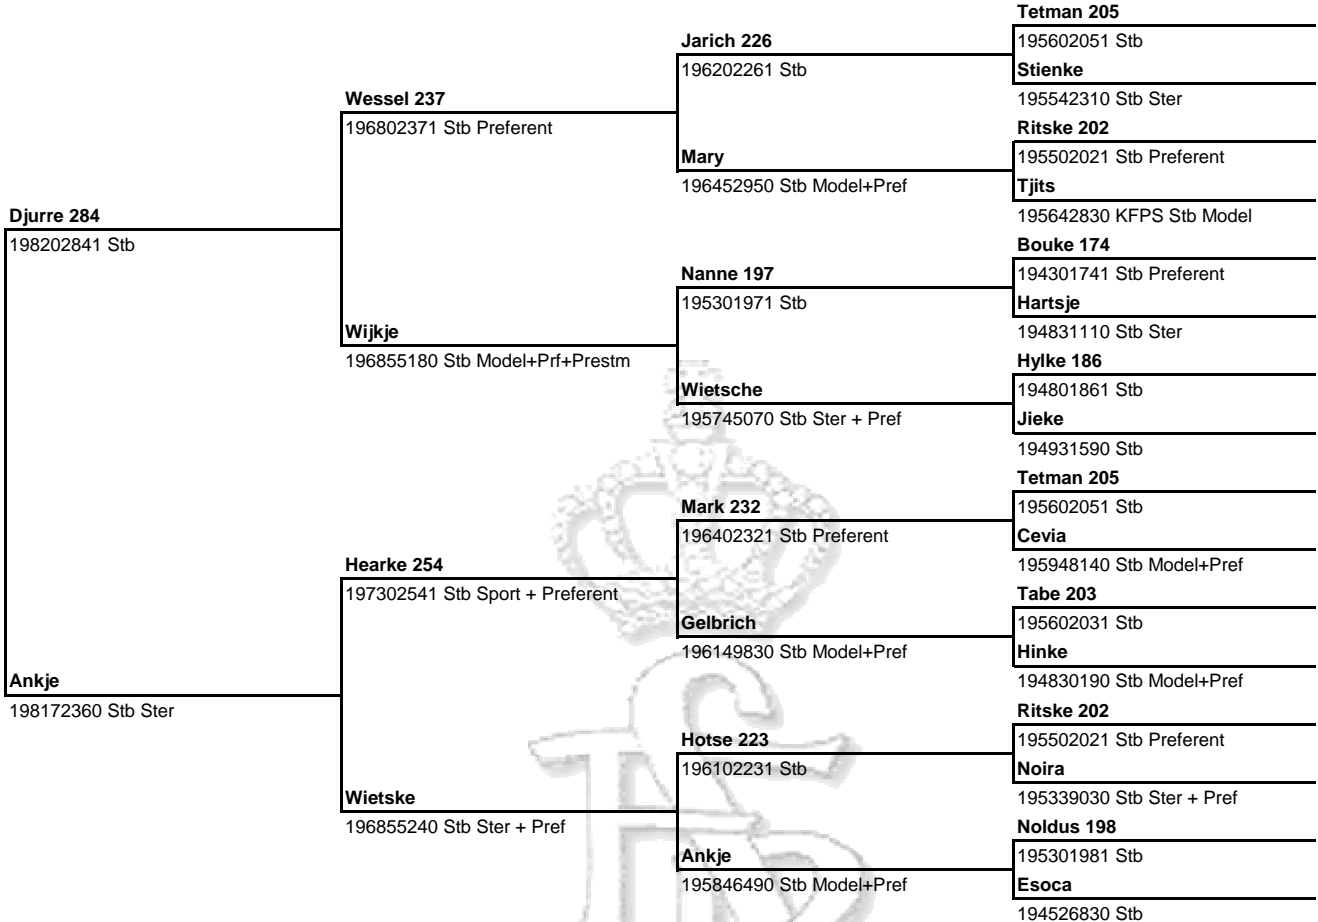 Tetman 205
Jarich 226
195602051 Stb
196202261 Stb
Stienke
Wessel 237
195542310 Stb Ster
196802371 Stb Preferent
Ritske 202
Mary
195502021 Stb Preferent
196452950 Stb Model+Pref
Tjits
Djurre 284
195642830 KFPS Stb Model
198202841 Stb
Bouke 174
Nanne 197
194301741 Stb Preferent
195301971 Stb
Hartsje
Wijkje
194831110 Stb Ster
196855180 Stb Model+Prf+Prestm
Hylke 186
Wietsche
194801861 Stb
195745070 Stb Ster + Pref
Jieke
194931590 Stb
Tetman 205
Mark 232
195602051 Stb
196402321 Stb Preferent
Cevia
Hearke 254
195948140 Stb Model+Pref
197302541 Stb Sport + Preferent
Tabe 203
Gelbrich
195602031 Stb
196149830 Stb Model+Pref
Hinke
Ankje
194830190 Stb Model+Pref
198172360 Stb Ster
Ritske 202
Hotse 223
195502021 Stb Preferent
196102231 Stb
Noira
Wietske
195339030 Stb Ster + Pref
196855240 Stb Ster + Pref
Noldus 198
Ankje
195301981 Stb
195846490 Stb Model+Pref
Esoca
194526830 Stb